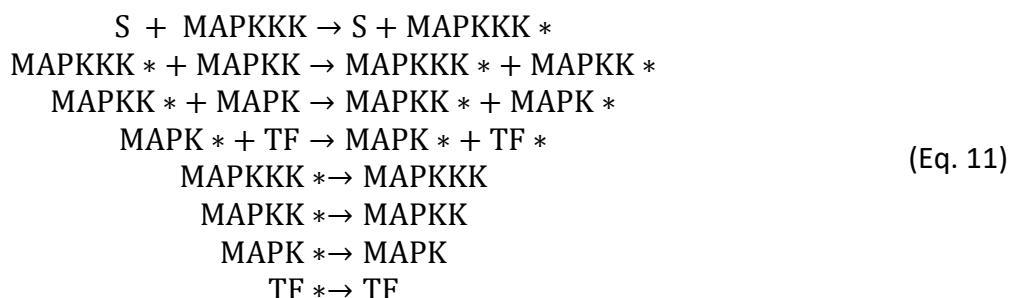 S + MAPKKK → S + MAPKKK *
MAPKKK * + MAPKK → MAPKKK * + MAPKK *
MAPKK * + MAPK → MAPKK * + MAPK *
MAPK * + TF → MAPK * + TF *
(Eq. 11)
MAPKKK *→ MAPKKK
MAPKK *→ MAPKK
MAPK *→ MAPK
TF *→ TF